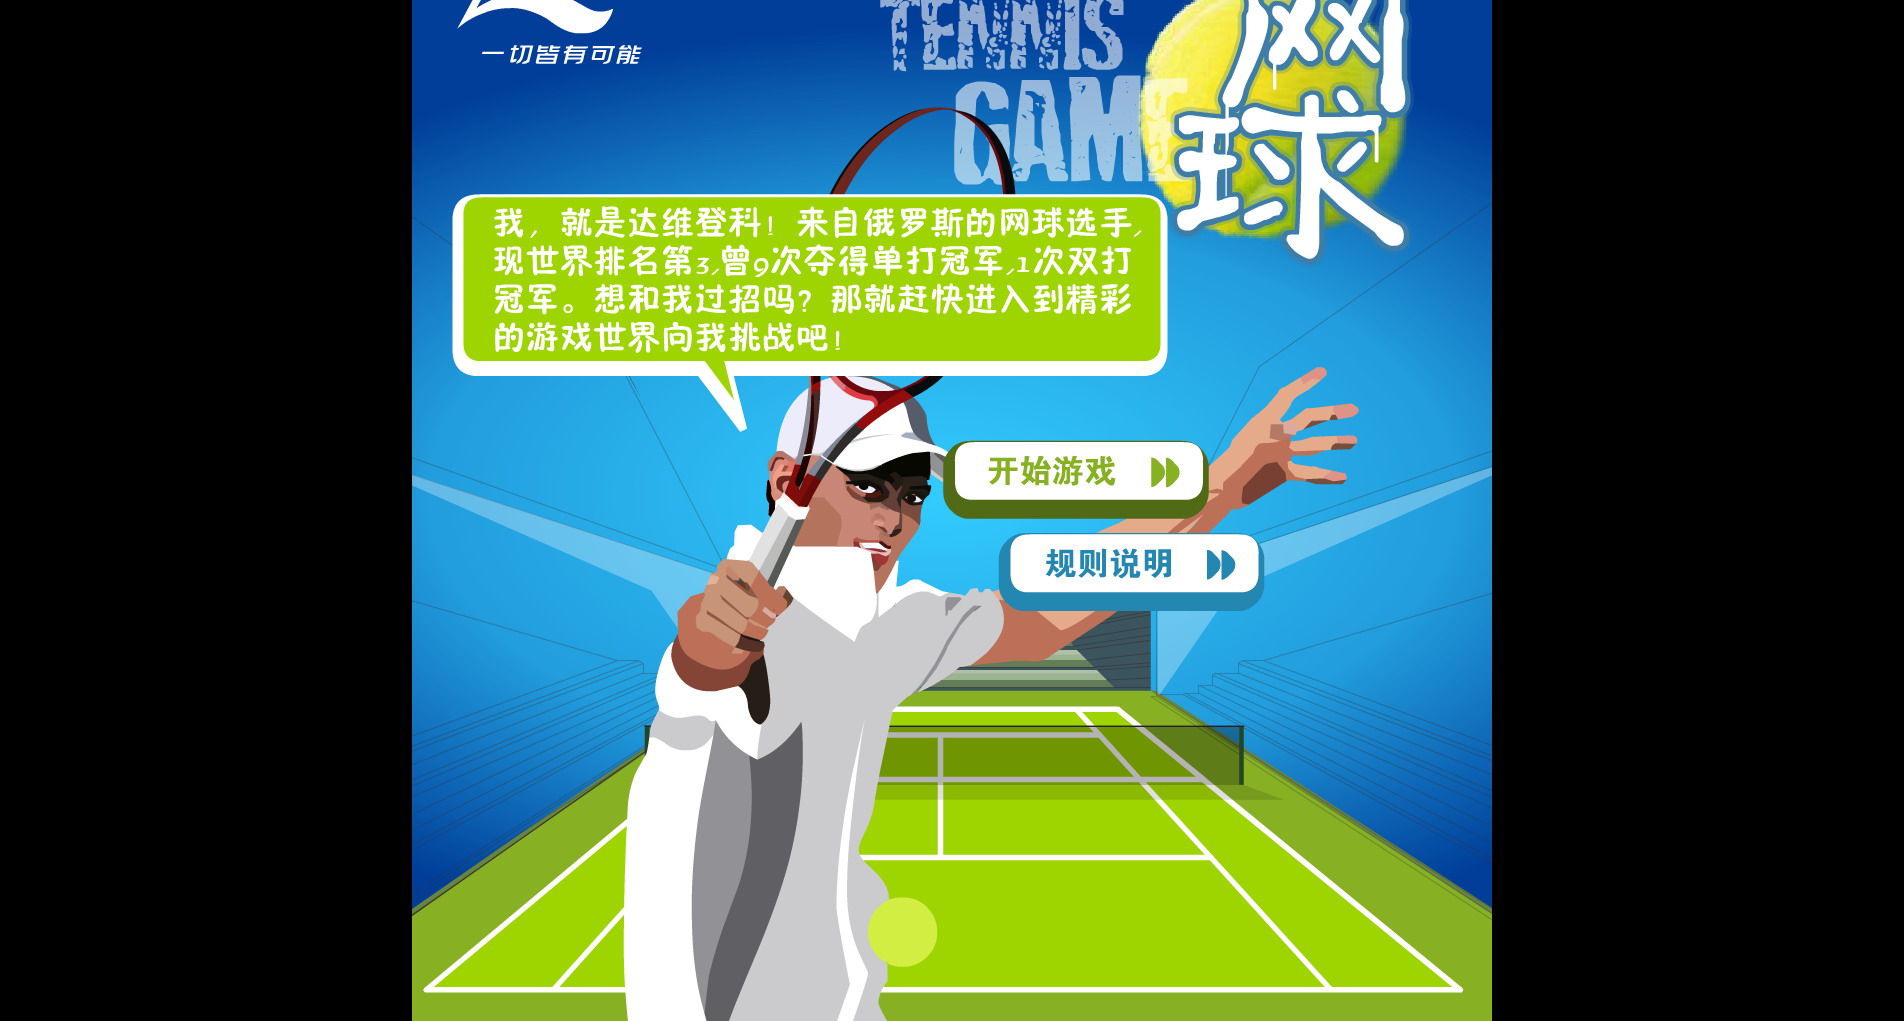 一切皆有可能
TENNIS
GAME
网
球
我，就是达维登科！来自俄罗斯的网球选手,
现世界排名第3,曾9次夺得单打冠军,1次双打
冠军。想和我过招吗？那就赶快进入到精彩
的游戏世界向我挑战吧！
开始游戏
规则说明